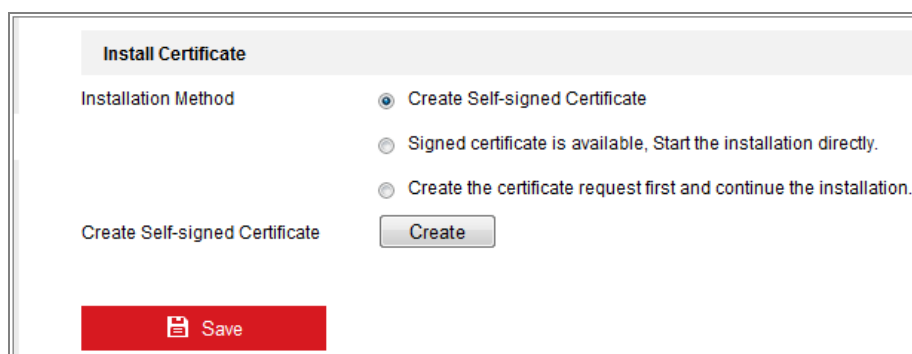 Install Certificate
Installation Method
Create Self-signed Certificate
Signed certificate is available, Start the installation directly.
Create the certificate request first and continue the installation.
Create Self-signed Certificate
Create
Save